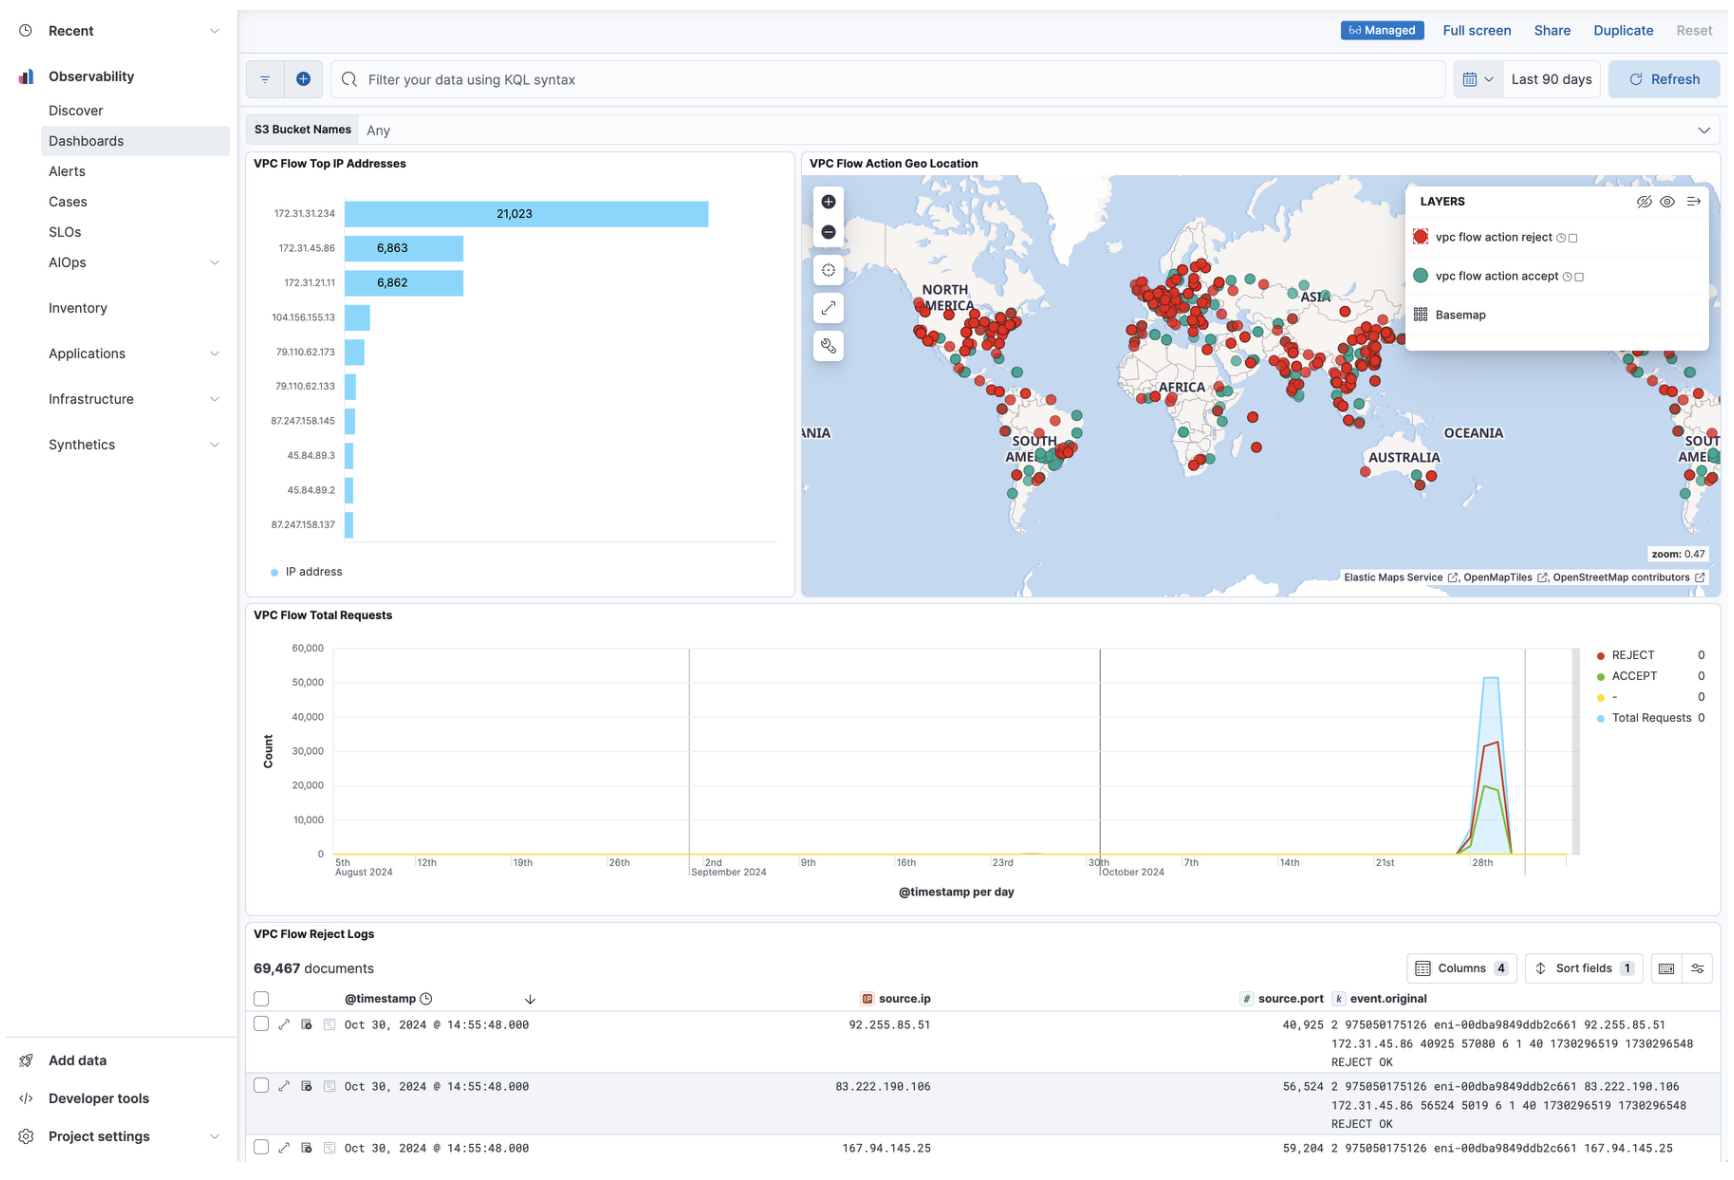 Recent
Observability
Discover
Dashboards
Alerts
Cases
SLOs
AIOps
Inventory
Applications
Infrastructure
Synthetics
Add data
Developer tools
Project settings
Managed
Full screen
Share
Duplicate
Reset
Filter your data using KQL syntax
Last 90 days
Refresh
S3 Bucket Names
Any
VPC Flow Top IP Addresses
172.31.31.234
21,023
172.31.45.86
6,863
172.31.21.11
6,862
104.156.155.13
79.110.62.173
79.110.62.133
87.247.158.145
45.84.89.3
45.84.89.2
87.247.158.137
IP address
VPC Flow Action Geo Location
LAYERS
vpc flow action reject
vpc flow action accept
Basemap
NORTH
MERICA
ASIA
AFRICA
ANIA
OCEANIA
SOUTH
AME
AUSTRALIA
SOUT
AME
zoom: 0.47
Elastic Maps Service , OpenMapTiles , OpenStreetMap contributors
VPC Flow Total Requests
60,000
50,000
40,000
30,000
20,000
10,000
0
Count
5th
12th
19th
26th
2nd
9th
16th
23rd
30th
7th
14th
21st
28th
August 2024
September 2024
October 2024
@timestamp per day
REJECT 0
ACCEPT 0
- 0
Total Requests 0
VPC Flow Reject Logs
69,467 documents
Columns 4
Sort fields 1
@timestamp
IP source.ip
# source.port
k event.original
Oct 30, 2024 @ 14:55:48.000
92.255.85.51
40,925
2 975050175126 eni-00dba9849ddb2c661 92.255.85.51
172.31.45.86 40925 57080 6 1 40 1730296519 1730296548
REJECT OK
Oct 30, 2024 @ 14:55:48.000
83.222.190.106
56,524
2 975050175126 eni-00dba9849ddb2c661 83.222.190.106
172.31.45.86 56524 5019 6 1 40 1730296519 1730296548
REJECT OK
Oct 30, 2024 @ 14:55:48.000
167.94.145.25
59,204
2 975050175126 eni-00dba9849ddb2c661 167.94.145.25